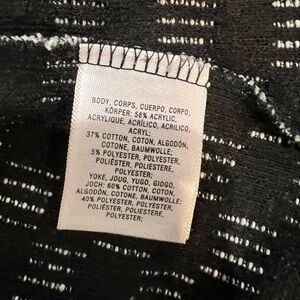 BODY, CORPS, CUERPO, CORPO,
KÖRPER: 58% ACRYLIC,
ACRYLIQUE, ACRÍLICO, ACRILICO,
ACRYL;
37% COTTON, COTON, ALGODÓN,
COTONE, BAUMWOLLE;
5% POLYESTER, POLYESTER,
POLIÉSTER, POLIESTERE,
POLYESTER;
YOKE, JOUG, YUGO, GIOGO,
JOCH: 60% COTTON, COTON,
ALGODÓN, COTONE, BAUMWOLLE;
40% POLYESTER, POLYESTER,
POLIÉSTER, POLIESTERE,
POLYESTER;